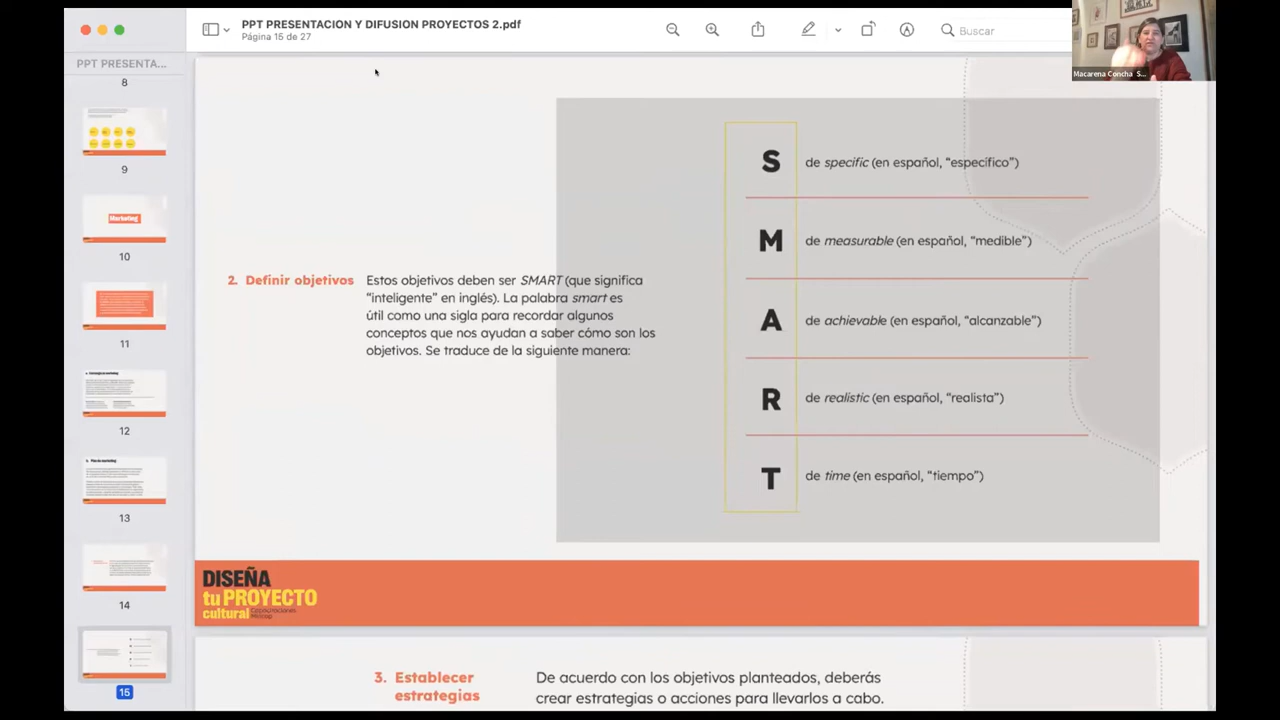 PPT PRESENTACION Y DIFUSION PROYECTOS 2.pdf
Página 15 de 27
Buscar
Macarena Concha S...
PPT PRESENTA...
8
9
Marketing
10
11
12
13
14
15
2. Definir objetivos
Estos objetivos deben ser SMART (que significa
“inteligente” en inglés). La palabra smart es
útil como una sigla para recordar algunos
conceptos que nos ayudan a saber cómo son los
objetivos. Se traduce de la siguiente manera:
S de specific (en español, “específico”)
M de measurable (en español, “medible”)
A de achievable (en español, “alcanzable”)
R de realistic (en español, “realista”)
T de time (en español, “tiempo”)
DISEÑA
tu PROYECTO
cultural
3. Establecer
estrategias
De acuerdo con los objetivos planteados, deberás
crear estrategias o acciones para llevarlos a cabo.